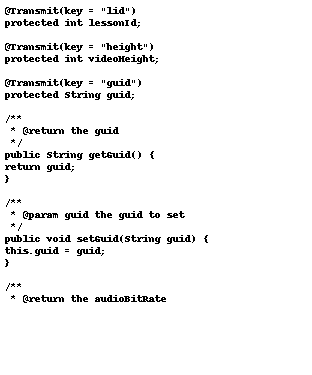 @Transmit(key = "lid")
protected int lessonId;

@Transmit(key = "height")
protected int videoHeight;

@Transmit(key = "guid")
protected String guid;

/**
 * @return the guid
 */
public String getGuid() {
return guid;
}

/**
 * @param guid the guid to set
 */
public void setGuid(String guid) {
this.guid = guid;
}

/**
 * @return the audioBitRate